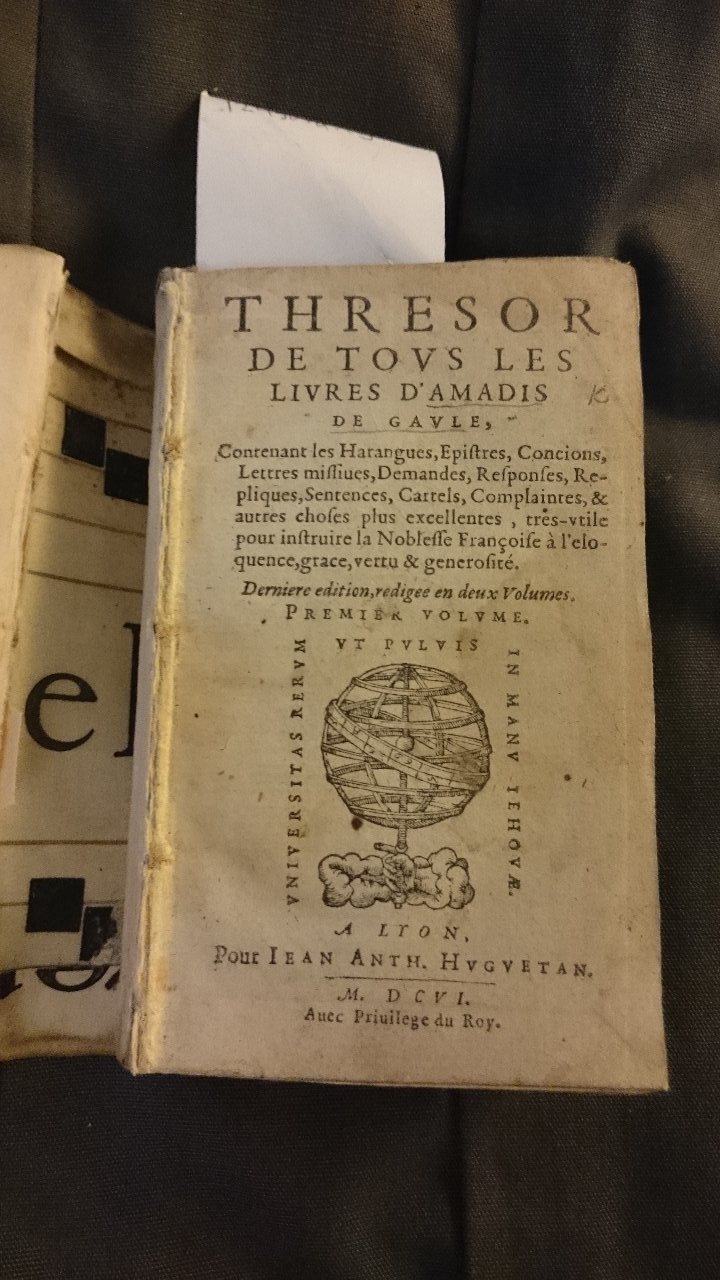 THRESOR
DE TOVS LES
LIVRES D'AMADIS
DE GAVLE,
Contenant les Harangues, Epiſtres, Concions,
Lettres miſſiues, Demandes, Reſponſes, Re-
pliques, Sentences, Cartels, Complaintes, &
autres choſes plus excellentes, tres-vtile
pour inſtruire la Nobleſſe Françoiſe à l'elo-
quence, grace, vertu & generoſité.
Derniere edition, redigee en deux Volumes.
PREMIER VOLVME.
VNIVERSITAS RERVM
VT PVLVIS
IN MANV IEHOVÆ.
A LYON,
Pour IEAN ANTH. HVGVETAN.
M. DCVI.
Auec Priuilege du Roy.
el